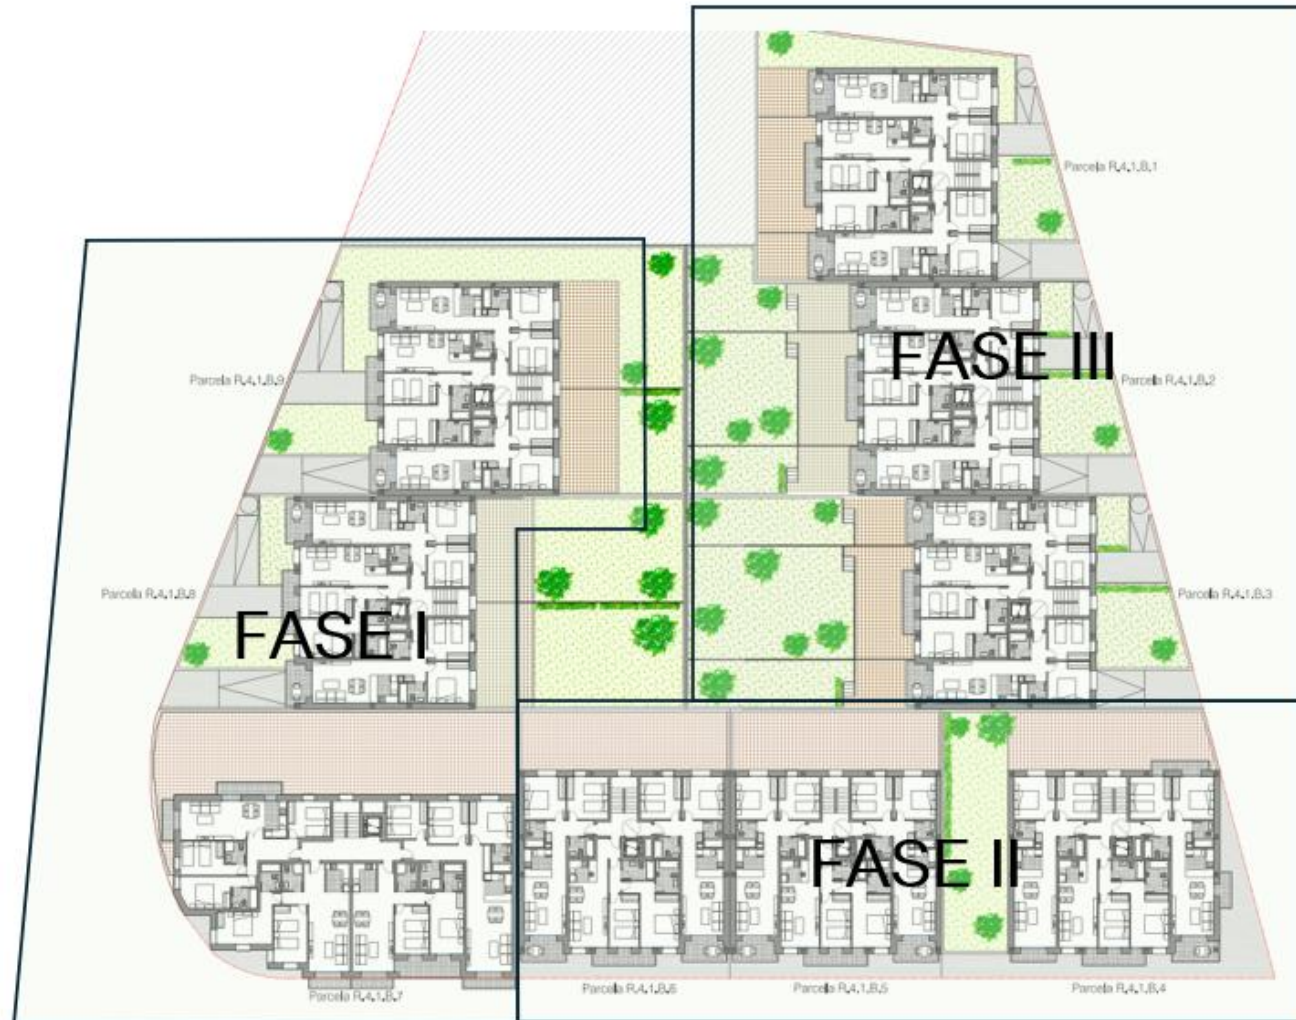 Parcela R.4.1.B.1
FASE III
Parcela R.4.1.B.9
Parcela R.4.1.B.2
Parcela R.4.1.B.8
Parcela R.4.1.B.3
FASE I
FASE II
Parcela R.4.1.B.7
Parcela R.4.1.B.6
Parcela R.4.1.B.5
Parcela R.4.1.B.4